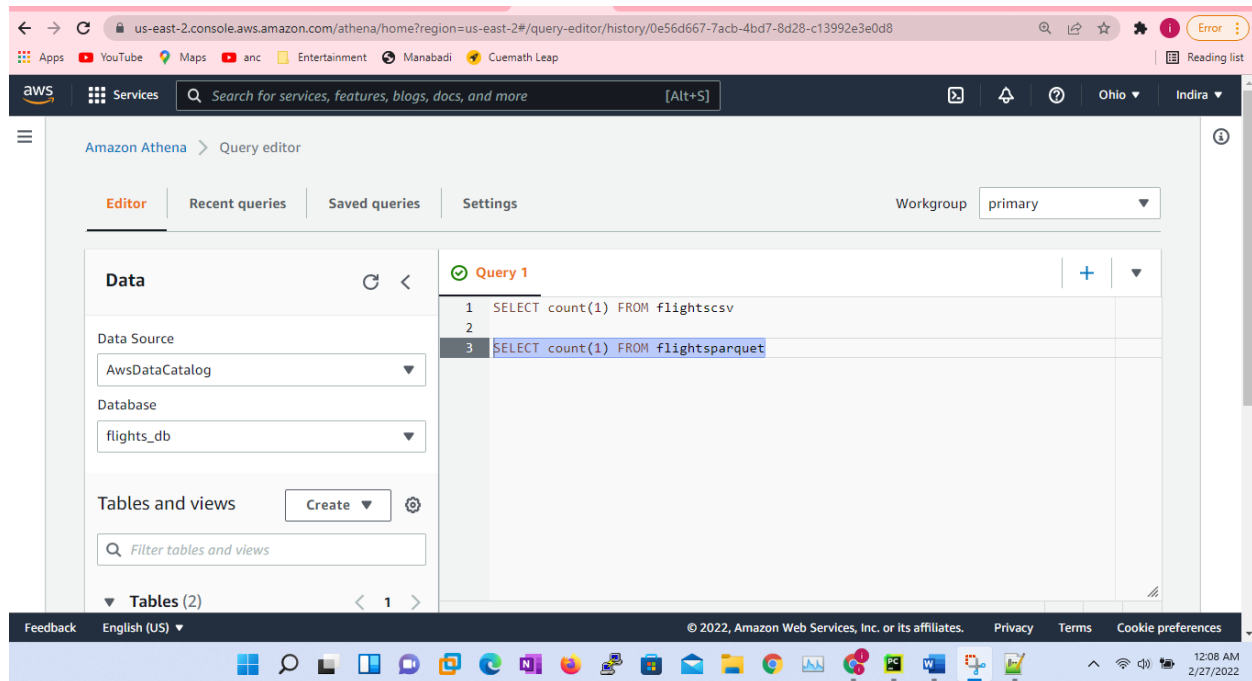 us-east-2.console.aws.amazon.com/athena/home?region=us-east-2#/query-editor/history/0e56d667-7acb-4bd7-8d28-c13992e3e0d8 i Error
Apps YouTube Maps anc Entertainment Manabadi Cuemath Leap Reading list
aws Services Search for services, features, blogs, docs, and more [Alt+S] Ohio Indira
Amazon Athena > Query editor
Editor Recent queries Saved queries Settings Workgroup primary
Data Query 1
1 SELECT count(1) FROM flightscsv
2
3 SELECT count(1) FROM flightsparquet
Data Source
AwsDataCatalog
Database
flights_db
Tables and views Create
Filter tables and views
Tables (2) < 1 >
Feedback English (US) © 2022, Amazon Web Services, Inc. or its affiliates. Privacy Terms Cookie preferences
12:08 AM
2/27/2022